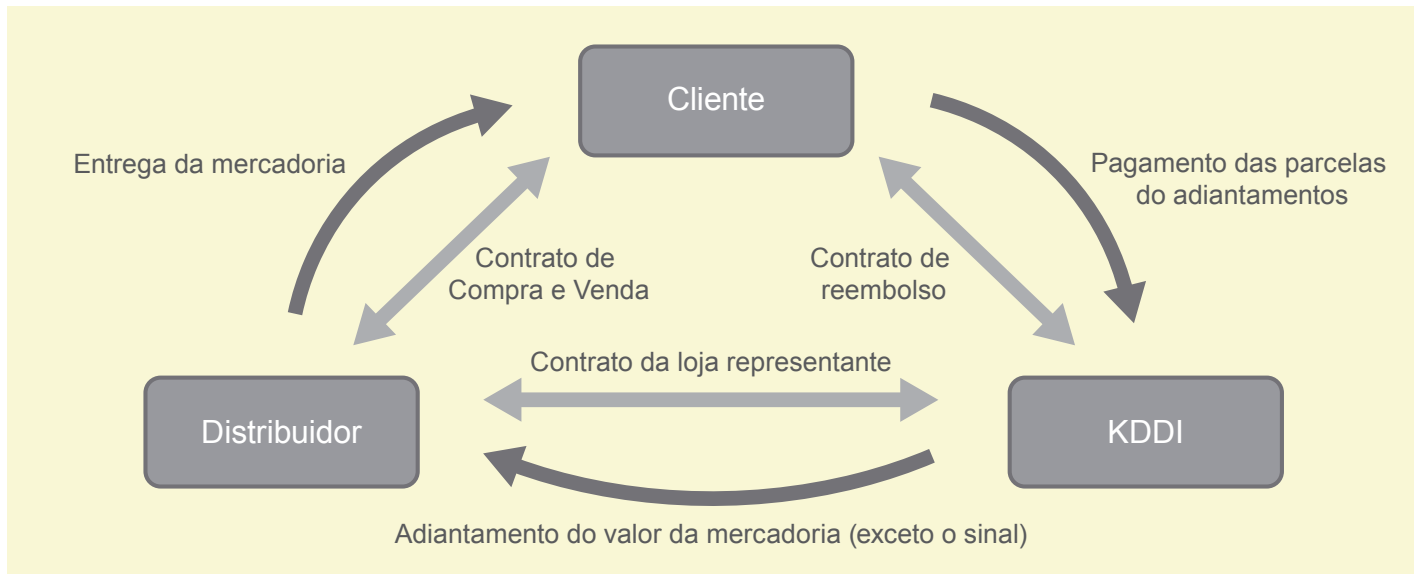 Cliente
Entrega da mercadoria
Pagamento das parcelas
do adiantamentos
Contrato de
Compra e Venda
Contrato de
reembolso
Contrato da loja representante
Distribuidor
KDDI
Adiantamento do valor da mercadoria (exceto o sinal)